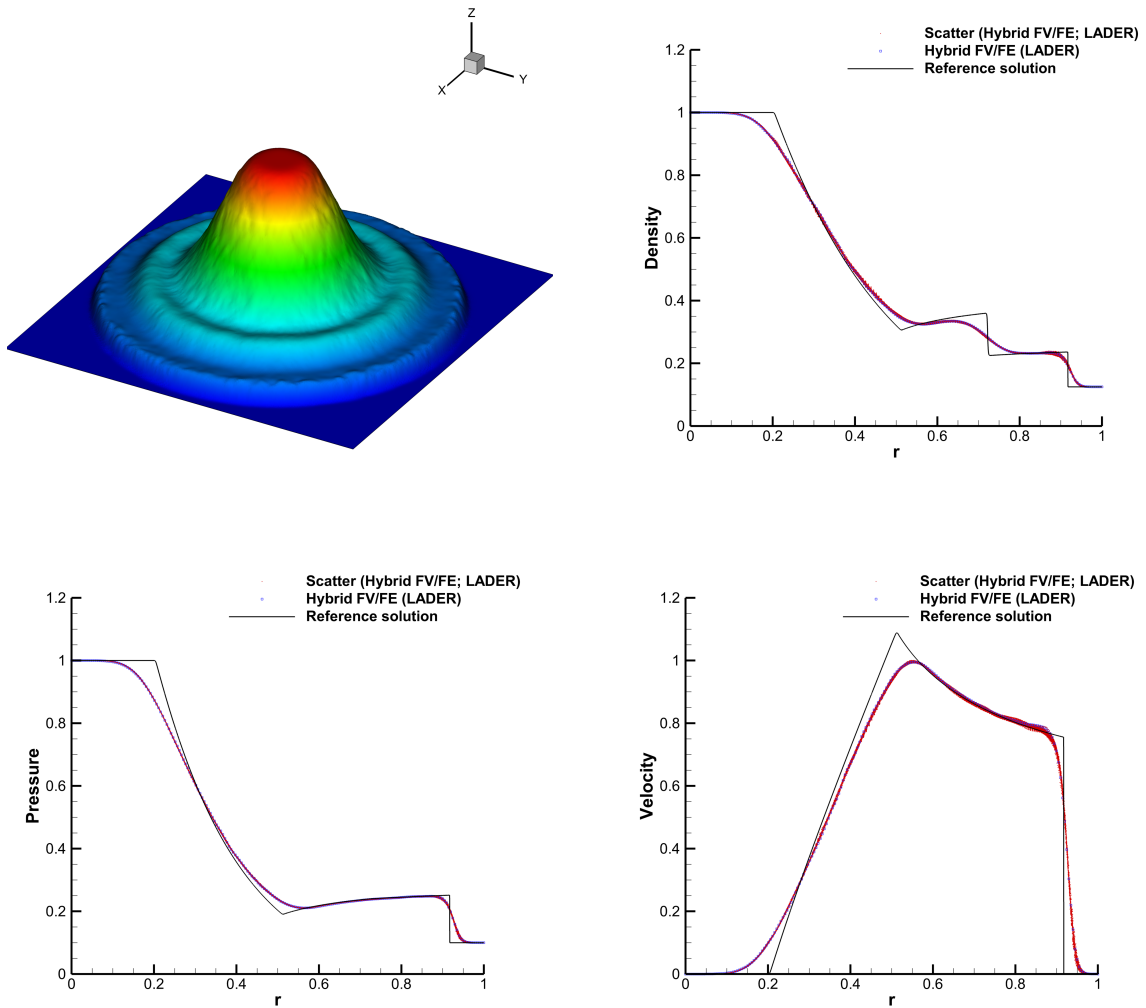 Z
Y
X
Scatter (Hybrid FV/FE; LADER)
Hybrid FV/FE (LADER)
Reference solution
1.2
1
0.8
0.6
0.4
0.2
0
Density
0 0.2 0.4 0.6 0.8 1
r
Scatter (Hybrid FV/FE; LADER)
Hybrid FV/FE (LADER)
Reference solution
1.2
1
0.8
0.6
0.4
0.2
0
Pressure
0 0.2 0.4 0.6 0.8 1
r
Scatter (Hybrid FV/FE; LADER)
Hybrid FV/FE (LADER)
Reference solution
1.2
1
0.8
0.6
0.4
0.2
0
Velocity
0 0.2 0.4 0.6 0.8 1
r